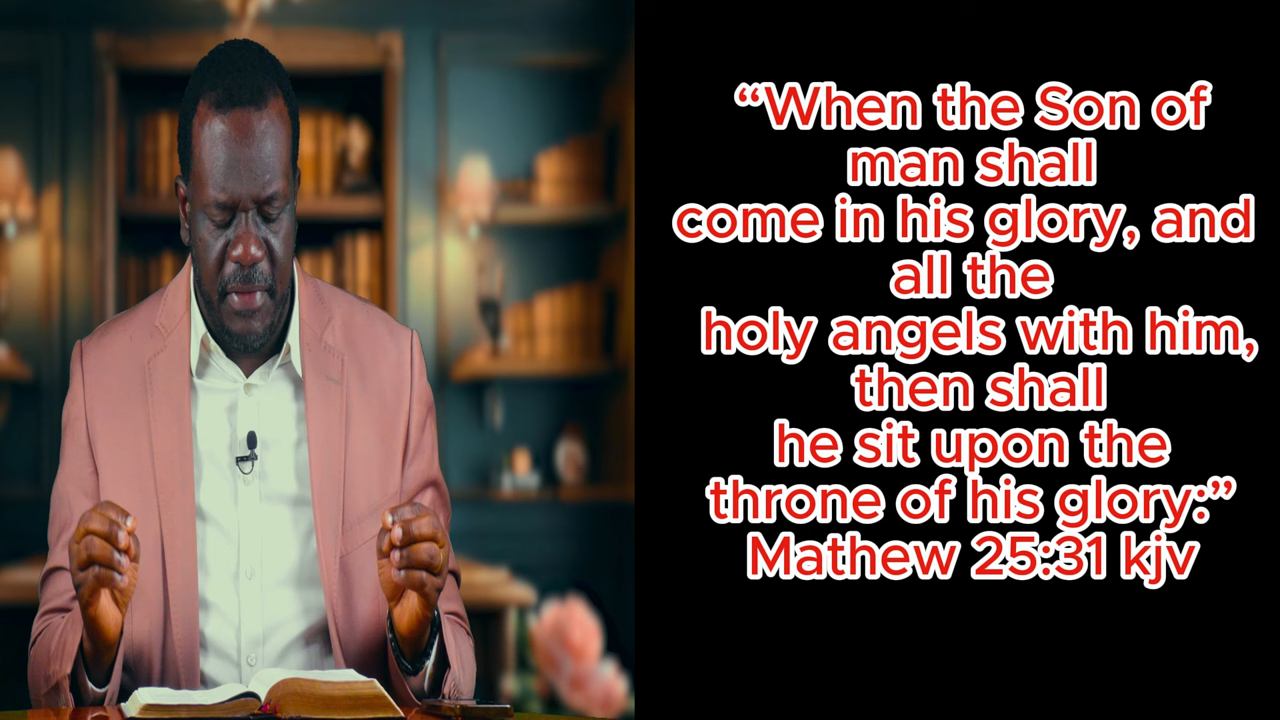 “When the Son of
man shall
come in his glory, and
all the
holy angels with him,
then shall
he sit upon the
throne of his glory:”
Mathew 25:31 kjv